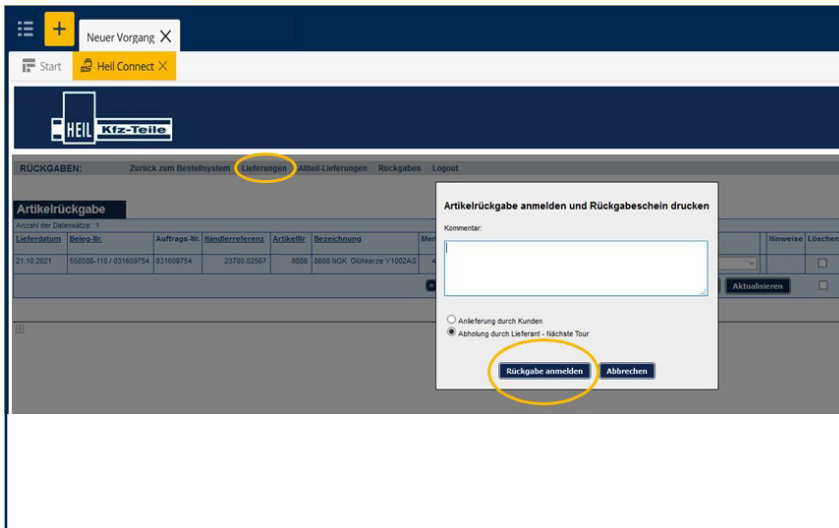 Neuer Vorgang
Start
Heil Connect
HEIL Kfz-Teile
RÜCKGABEN: Zurück zum Bestellsystem Lieferungen Altteil-Lieferungen Rückgaben Logout
Artikelrückgabe
Anzahl der Datensätze: 1
Lieferdatum Beleg-Nr. Auftrags-Nr. Händlerreferenz ArtikelNr Bezeichnung Hinweise Löschen
21.10.2021 558588-110 / 031609754 031609754 23700.02567 8888 8888 NGK Glühkerze Y1002AS
Aktualisieren
Artikelrückgabe anmelden und Rückgabeschein drucken
Kommentar:
Anlieferung durch Kunden
Abholung durch Lieferant - Nächste Tour
Rückgabe anmelden Abbrechen